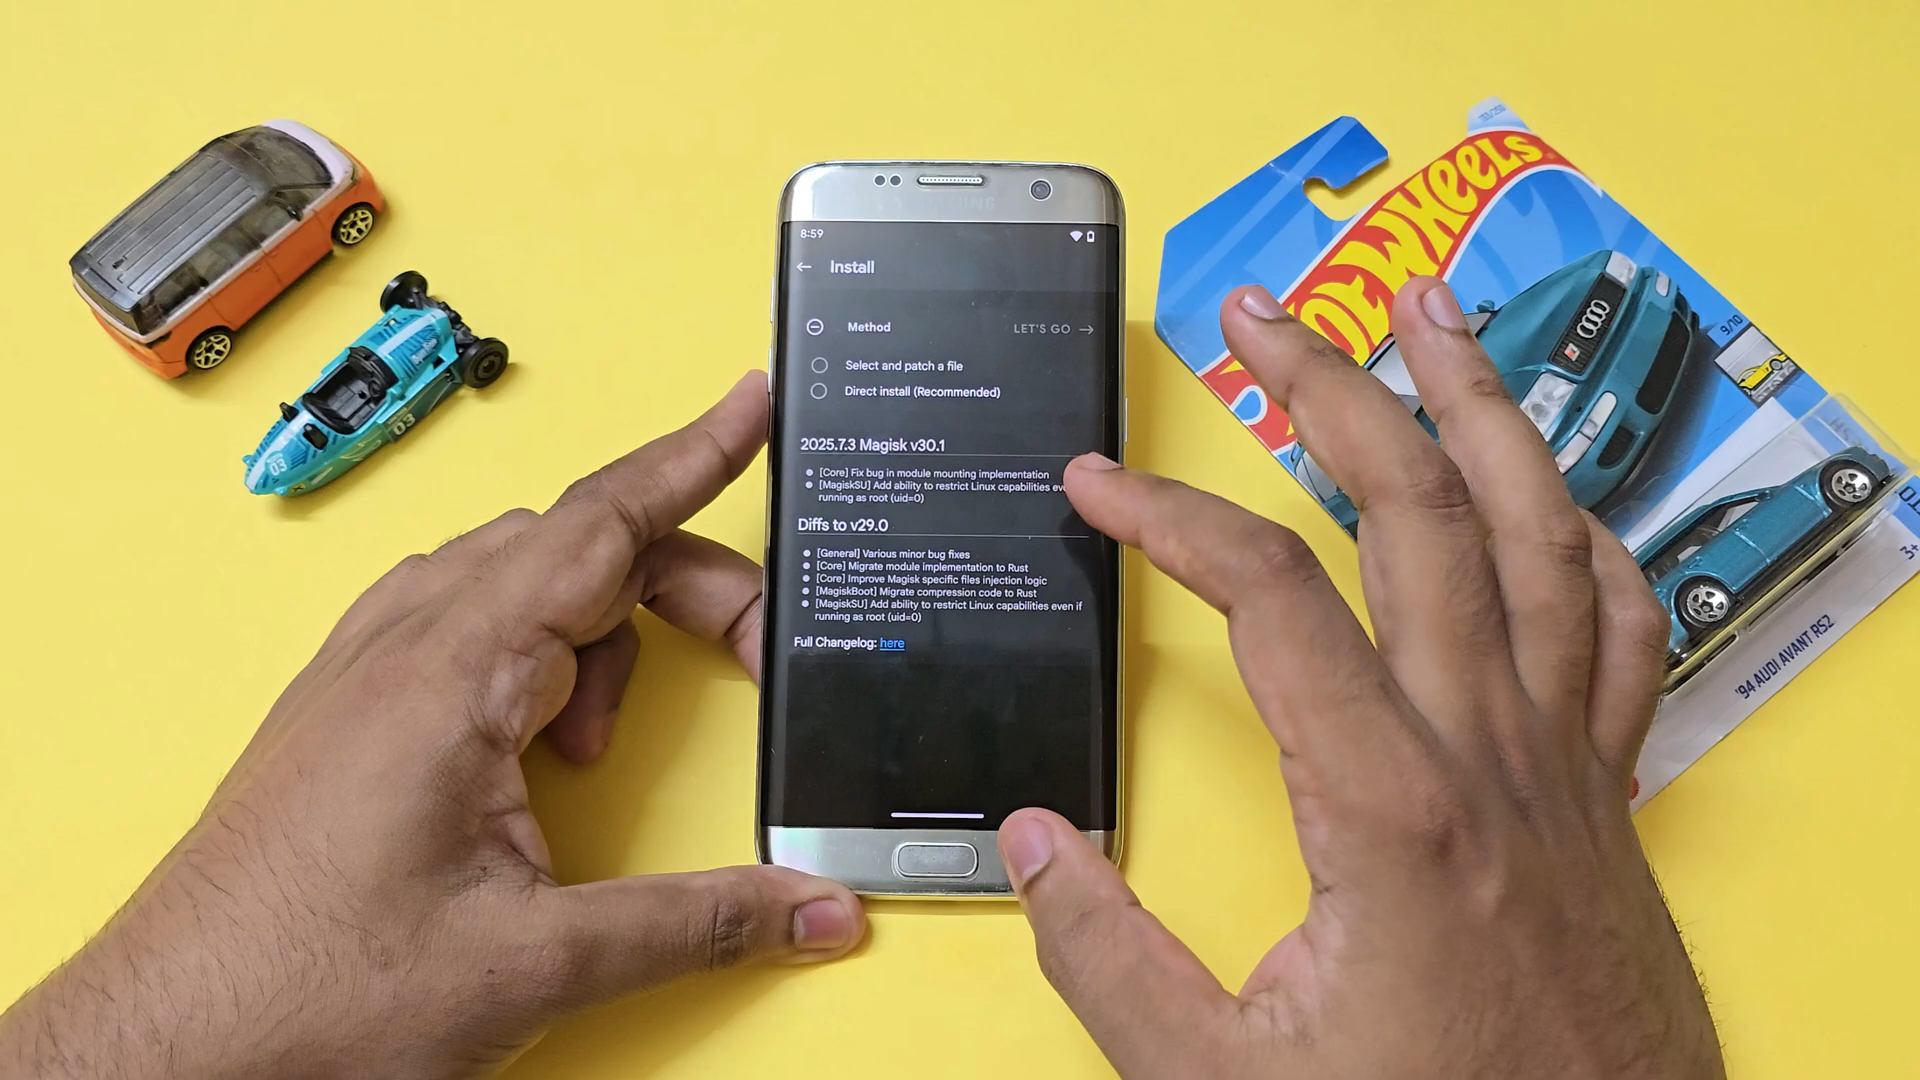 SAMSUNG
8:59
Install
Method
LET'S GO →
Select and patch a file
Direct install (Recommended)
2025.7.3 Magisk v30.1
[Core] Fix bug in module mounting implementation
[MagiskSU] Add ability to restrict Linux capabilities
running as root (uid=0)
Diffs to v29.0
[General] Various minor bug fixes
[Core] Migrate module implementation to Rust
[Core] Improve Magisk specific files injection logic
[MagiskBoot] Migrate compression code to Rust
[MagiskSU] Add ability to restrict Linux capabilities even if
running as root (uid=0)
Full Changelog: here
HOT WHEELS
9/10
3+
'94 AUDI AVANT RS2
03
03